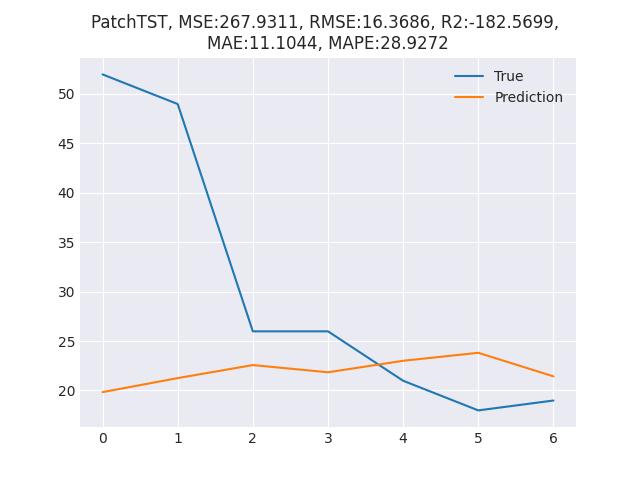 PatchTST, MSE:267.9311, RMSE:16.3686, R2:-182.5699,
MAE:11.1044, MAPE:28.9272
True
Prediction
50
45
40
35
30
25
20
0 1 2 3 4 5 6